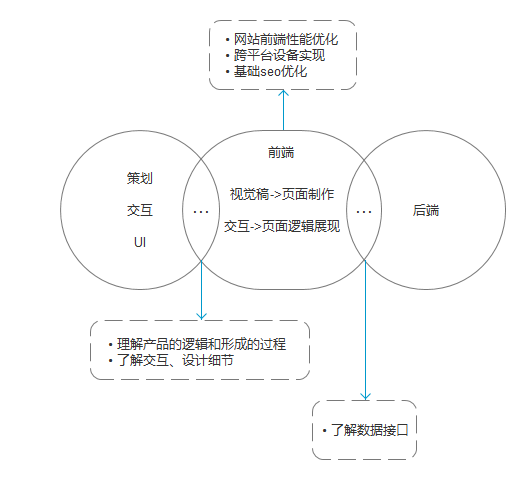 • 网站前端性能优化
• 跨平台设备实现
• 基础seo优化
前端
策划
交互
UI
...
视觉稿->页面制作
交互->页面逻辑展现
...
后端
• 理解产品的逻辑和形成的过程
• 了解交互、设计细节
• 了解数据接口